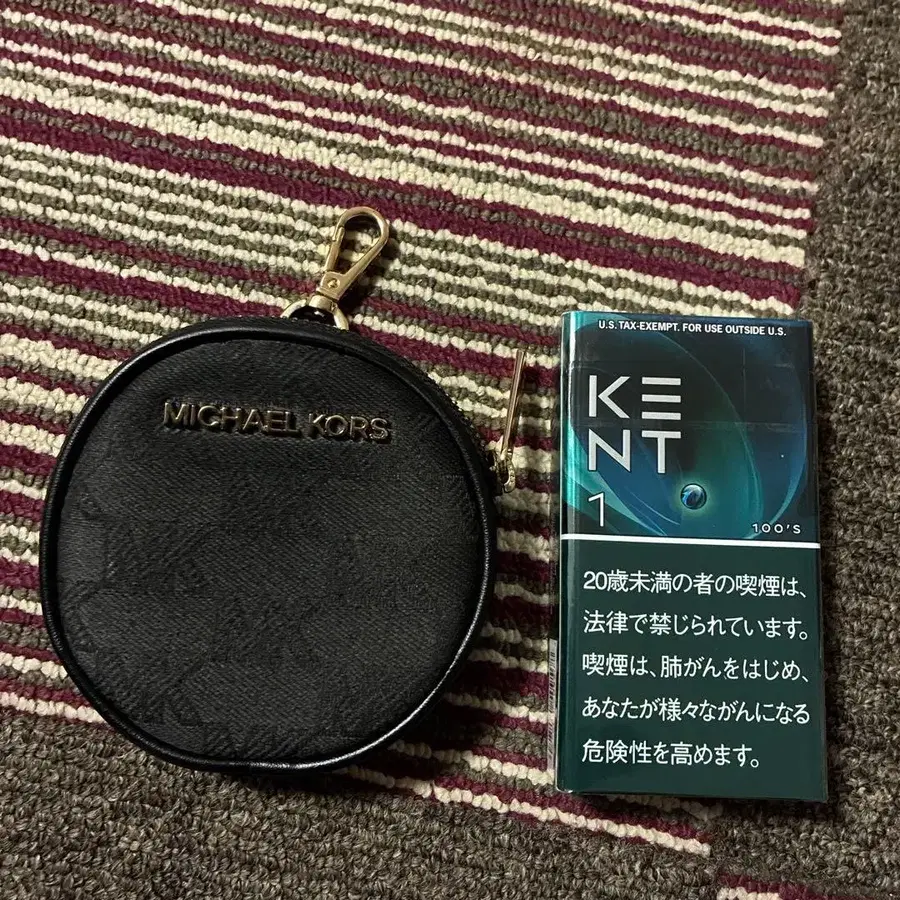 MICHAEL KORS
U.S. TAX-EXEMPT. FOR USE OUTSIDE U.S.
KE
NT
1
100'S
20歳未満の者の喫煙は、
法律で禁じられています。
喫煙は、肺がんをはじめ、
あなたが様々ながんになる
危険性を高めます。